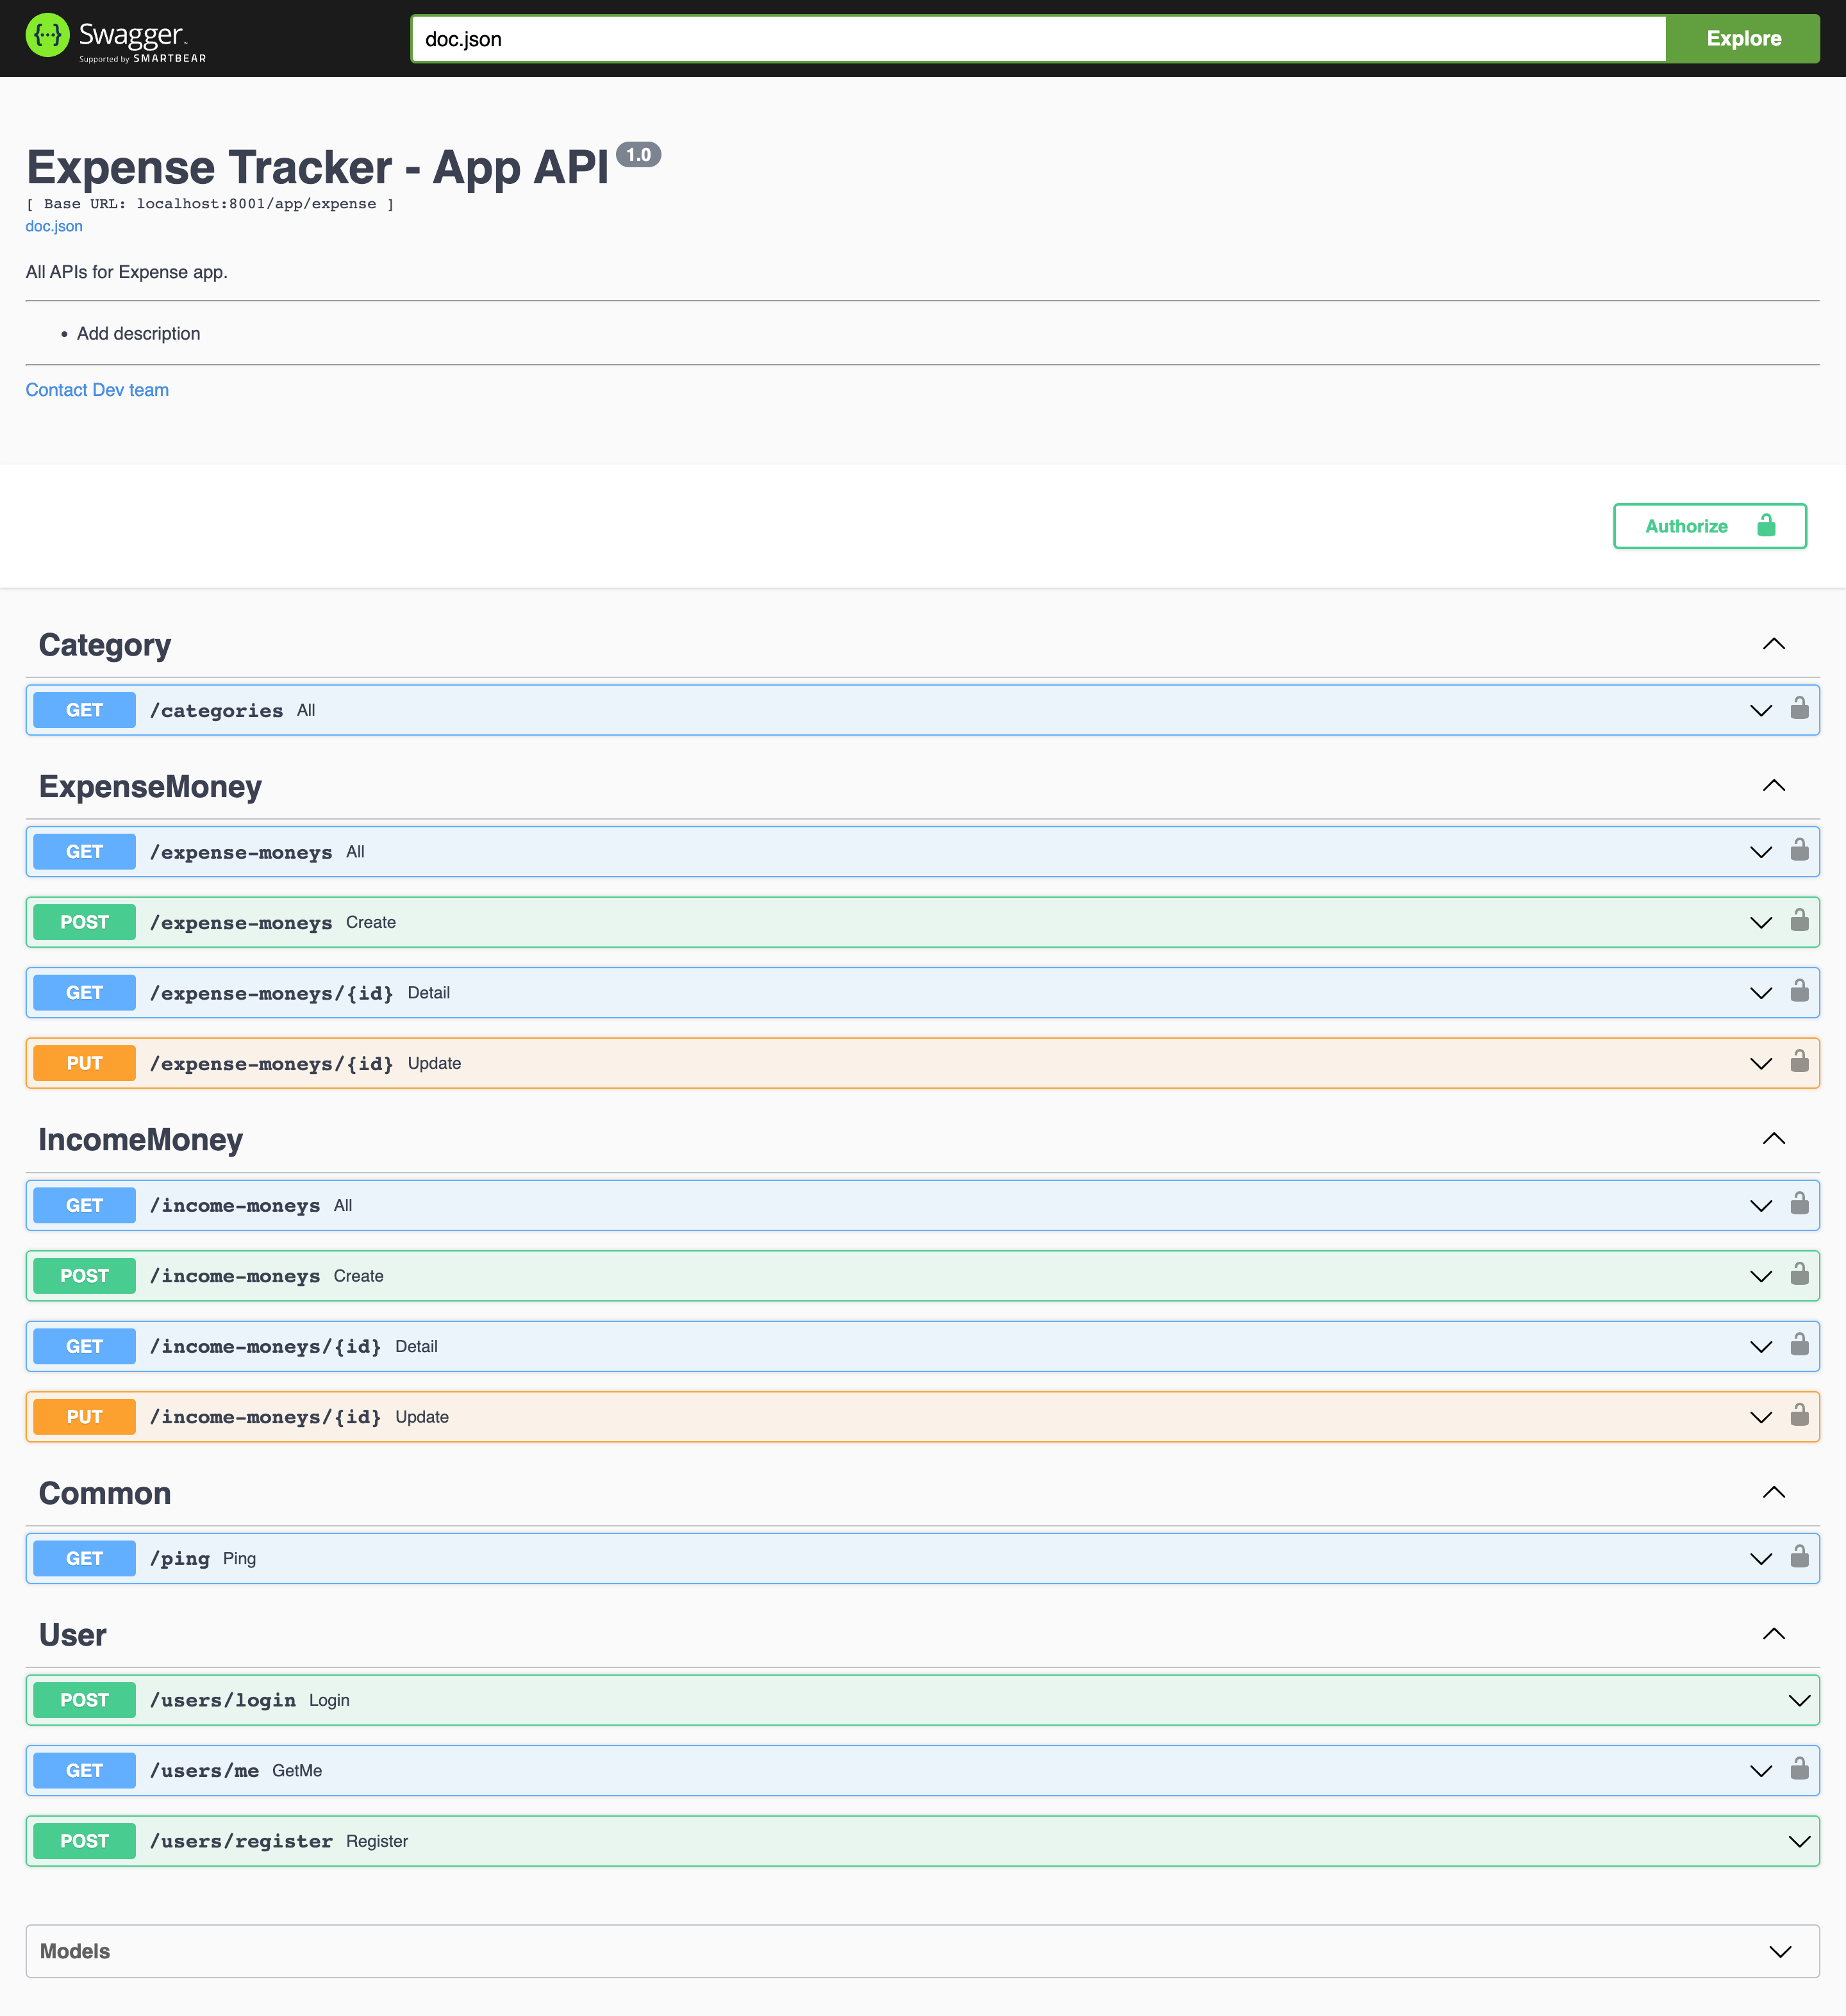 Swagger
Supported by SMARTBEAR
doc.json
Explore
Expense Tracker - App API 1.0
[ Base URL: localhost:8001/app/expense ]
doc.json
All APIs for Expense app.
• Add description
Contact Dev team
Authorize
Category
GET /categories All
ExpenseMoney
GET /expense-moneys All
POST /expense-moneys Create
GET /expense-moneys/{id} Detail
PUT /expense-moneys/{id} Update
IncomeMoney
GET /income-moneys All
POST /income-moneys Create
GET /income-moneys/{id} Detail
PUT /income-moneys/{id} Update
Common
GET /ping Ping
User
POST /users/login Login
GET /users/me GetMe
POST /users/register Register
Models